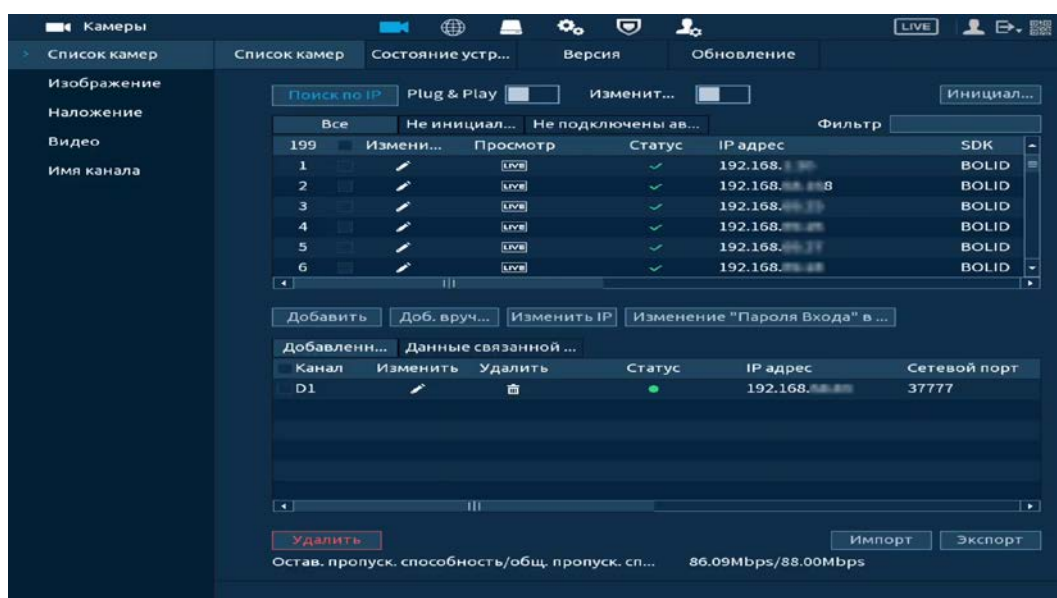 Камеры LIVE
Список камер Список камер Состояние устр... Версия Обновление
Изображение
Наложение
Видео
Имя канала
Поиск по IP Plug & Play Изменит... Инициал...
Все Не инициал... Не подключены ав... Фильтр
199 Измени... Просмотр Статус IP адрес SDK
1 LIVE 192.168. BOLID
2 LIVE 192.168. 8 BOLID
3 LIVE 192.168. BOLID
4 LIVE 192.168. BOLID
5 LIVE 192.168. BOLID
6 LIVE 192.168. BOLID
Добавить Доб. вруч... Изменить IP Изменение "Пароля Входа" в ...
Добавленн... Данные связанной ...
Канал Изменить Удалить Статус IP адрес Сетевой порт
D1 192.168. 37777
Удалить Импорт Экспорт
Остав. пропуск. способность/общ. пропуск. сп... 86.09Mbps/88.00Mbps